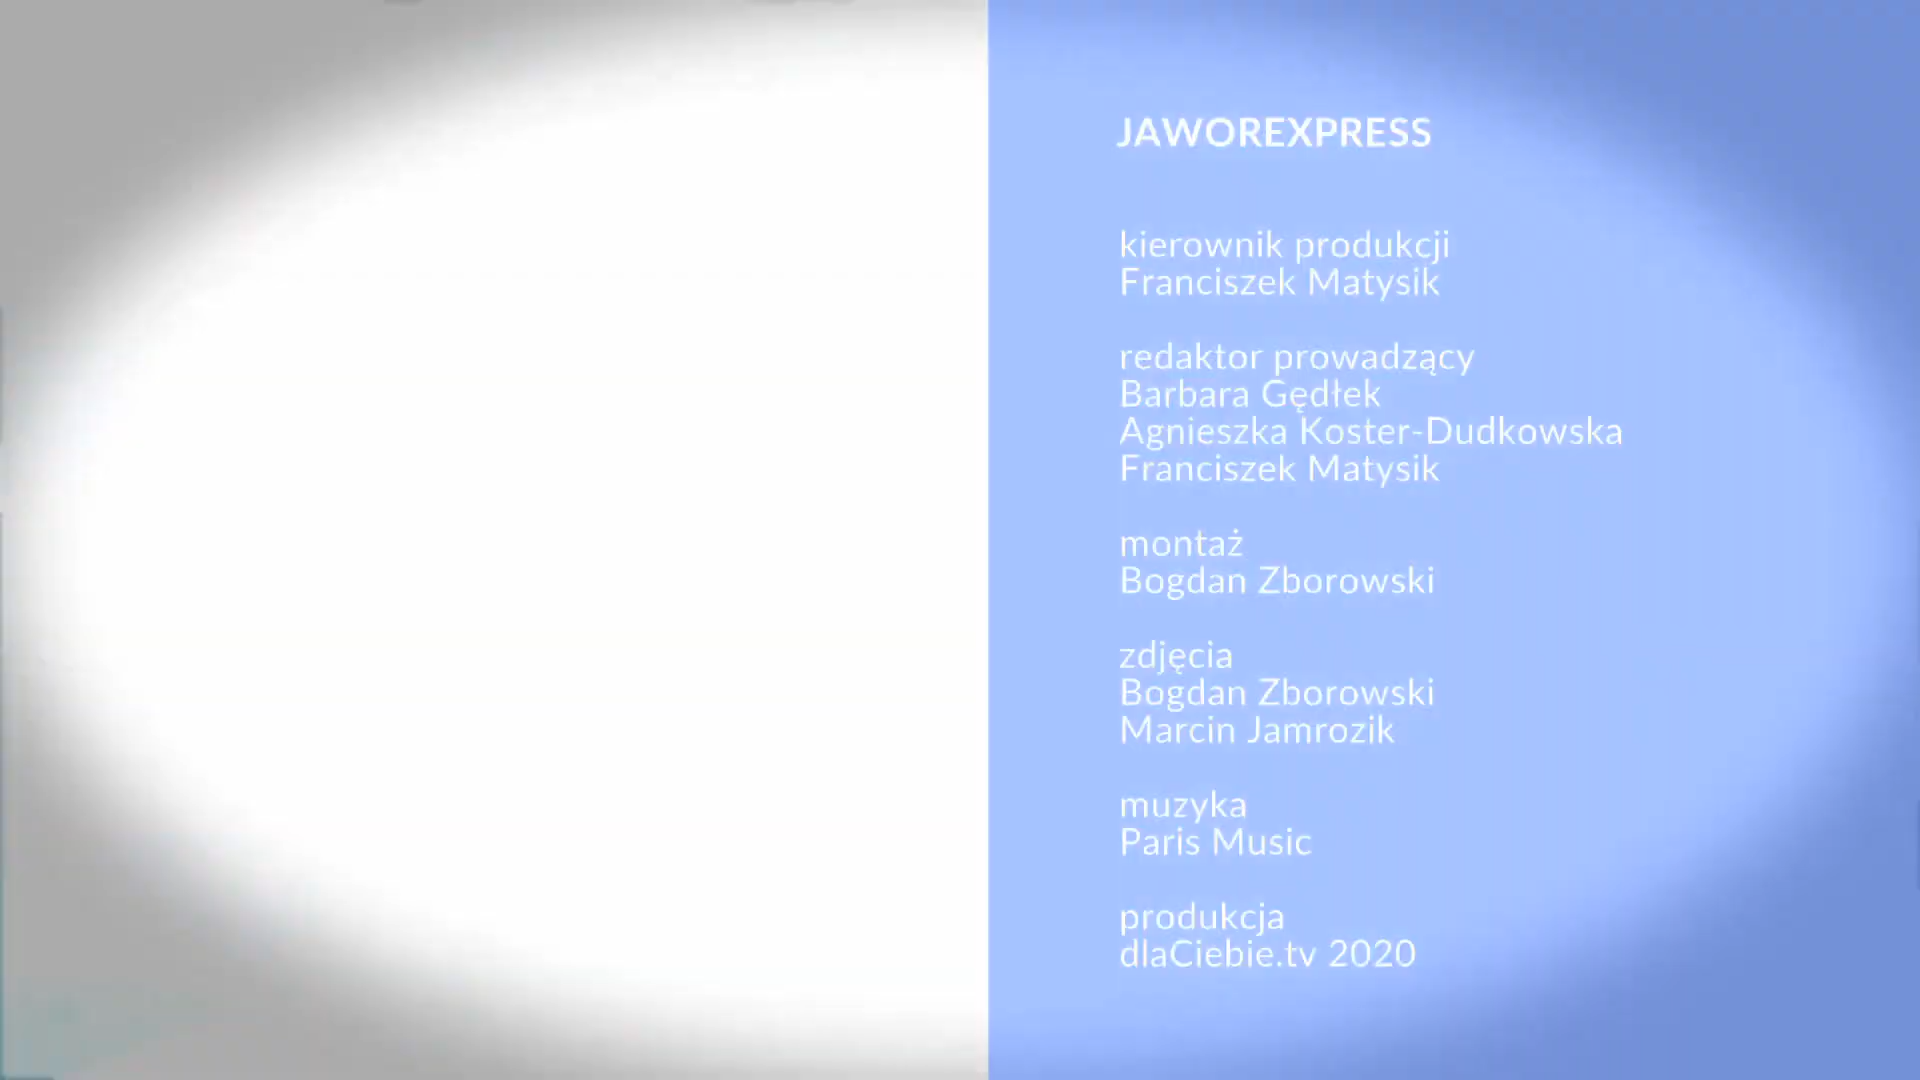 JAWOREXPRESS
kierownik produkcji
Franciszek Matysik
redaktor prowadzący
Barbara Gędłek
Agnieszka Koster-Dudkowska
Franciszek Matysik
montaż
Bogdan Zborowski
zdjęcia
Bogdan Zborowski
Marcin Jamrozik
muzyka
Paris Music
produkcja
dlaCiebie.tv 2020